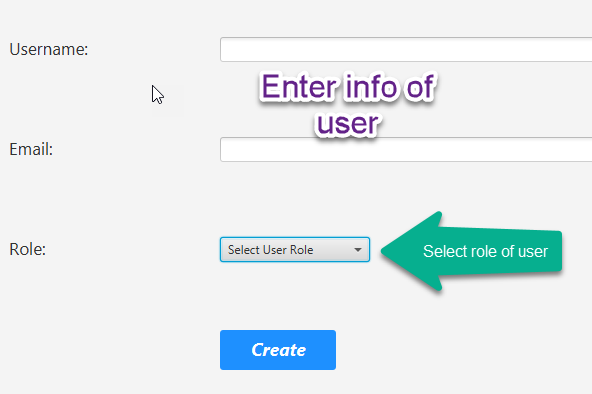 Username:
Enter info of
user
Email:
Role:
Select User Role
Select role of user
Create